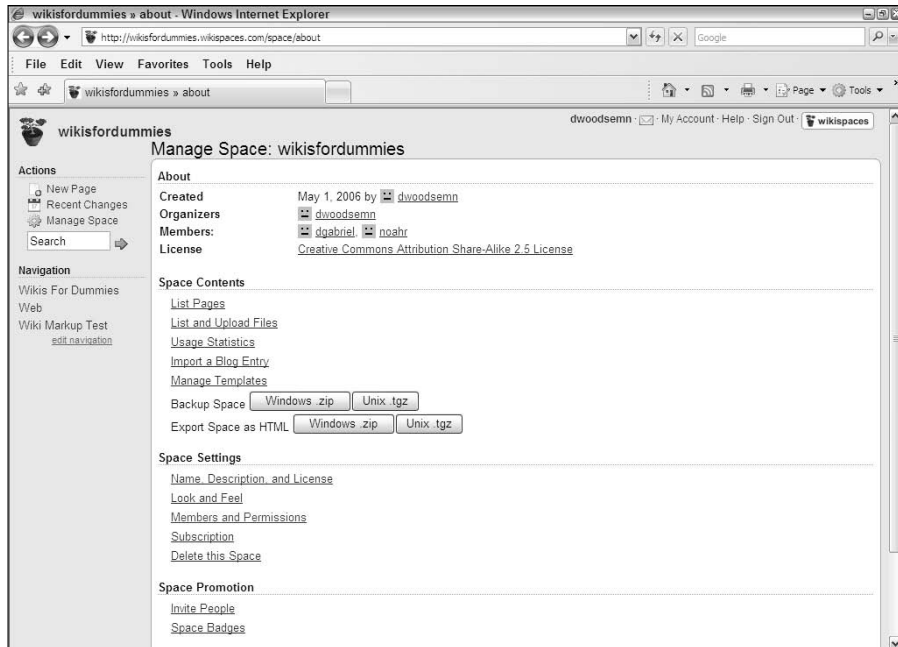 wikisfordummies » about - Windows Internet Explorer
http://wikisfordummies.wikispaces.com/space/about
Google
File Edit View Favorites Tools Help
wikisfordummies » about
Page Tools »
dwoodsemn · My Account · Help · Sign Out · wikispaces
wikisfordummies
Manage Space: wikisfordummies
Actions
New Page
Recent Changes
Manage Space
Search
Navigation
Wikis For Dummies
Web
Wiki Markup Test
edit navigation
About
Created May 1, 2006 by dwoodsemn
Organizers dwoodsemn
Members: dgabriel, noahr
License Creative Commons Attribution Share-Alike 2.5 License
Space Contents
List Pages
List and Upload Files
Usage Statistics
Import a Blog Entry
Manage Templates
Backup Space Windows .zip Unix .tgz
Export Space as HTML Windows .zip Unix .tgz
Space Settings
Name, Description, and License
Look and Feel
Members and Permissions
Subscription
Delete this Space
Space Promotion
Invite People
Space Badges